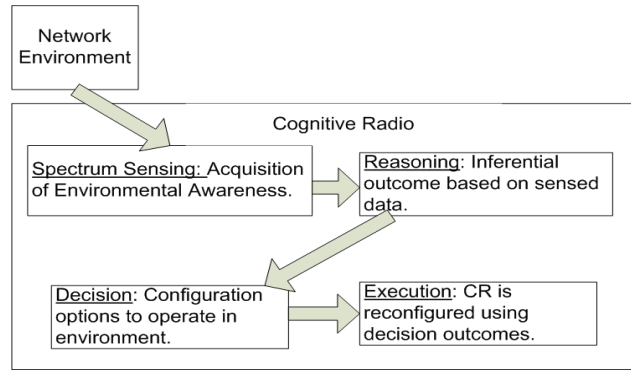 Network
Environment
Cognitive Radio
Spectrum Sensing: Acquisition
of Environmental Awareness.
Reasoning: Inferential
outcome based on sensed
data.
Decision: Configuration
options to operate in
environment.
Execution: CR is
reconfigured using
decision outcomes.